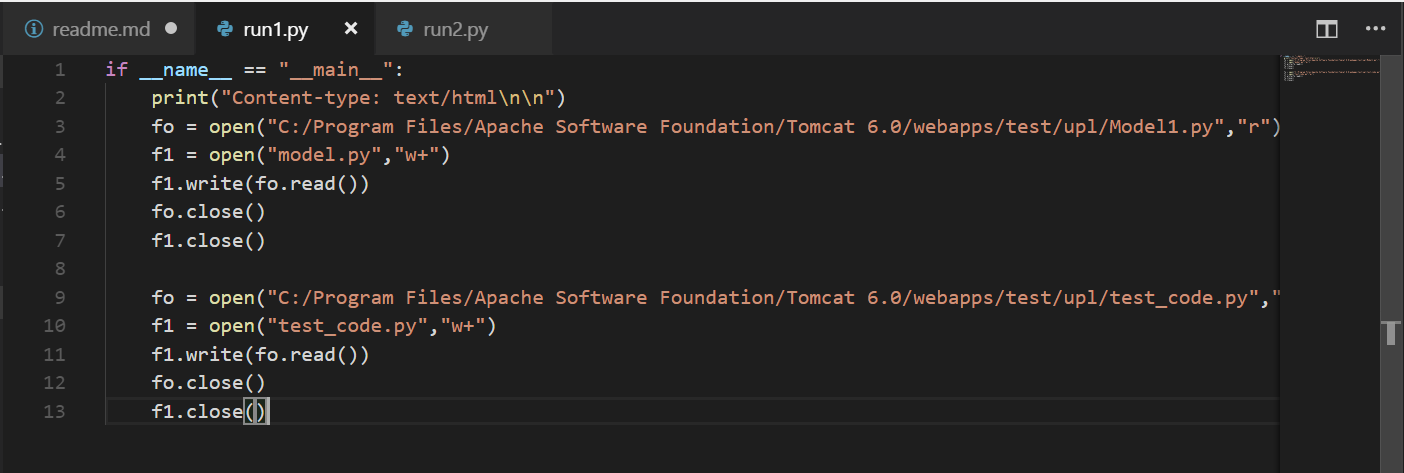 readme.md run1.py run2.py
1 if __name__ == "__main__":
2 print("Content-type: text/html\n\n")
3 fo = open("C:/Program Files/Apache Software Foundation/Tomcat 6.0/webapps/test/upl/Model1.py","r")
4 f1 = open("model.py","w+")
5 f1.write(fo.read())
6 fo.close()
7 f1.close()
8
9 fo = open("C:/Program Files/Apache Software Foundation/Tomcat 6.0/webapps/test/upl/test_code.py","
10 f1 = open("test_code.py","w+")
11 f1.write(fo.read())
12 fo.close()
13 f1.close()